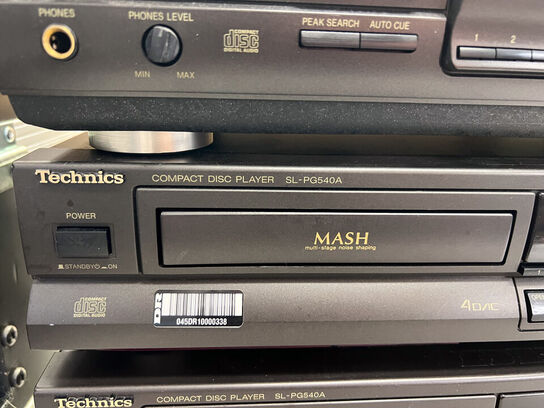 PHONES
PHONES LEVEL
MIN MAX
COMPACT
disc
DIGITAL AUDIO
PEAK SEARCH AUTO CUE
1 2
Technics COMPACT DISC PLAYER SL-PG540A
POWER
STANDBY ON
MASH
multi-stage noise shaping
COMPACT
disc
DIGITAL AUDIO
045DR10000338
4DAC
Technics COMPACT DISC PLAYER SL-PG540A